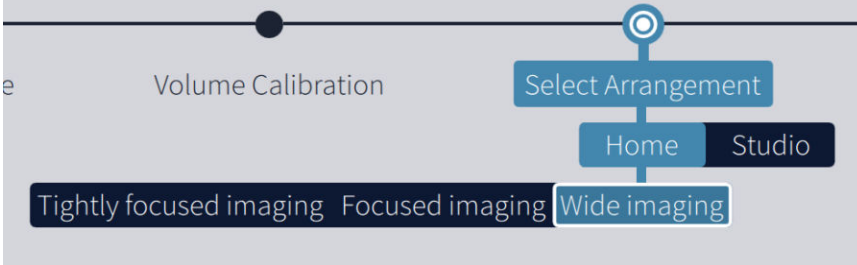 e Volume Calibration Select Arrangement
Home Studio
Tightly focused imaging Focused imaging Wide imaging